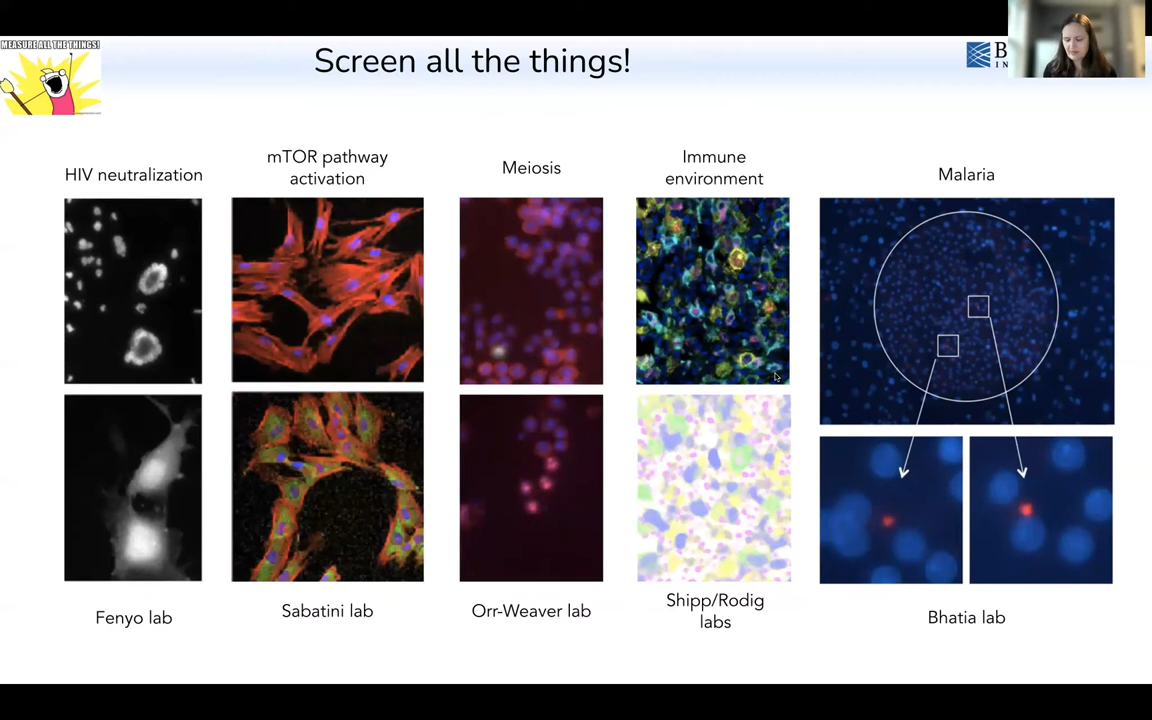 MEASURE ALL THE THINGS!
Screen all the things!
B
I N
HIV neutralization
mTOR pathway
activation
Meiosis
Immune
environment
Malaria
Fenyo lab
Sabatini lab
Orr-Weaver lab
Shipp/Rodig
labs
Bhatia lab